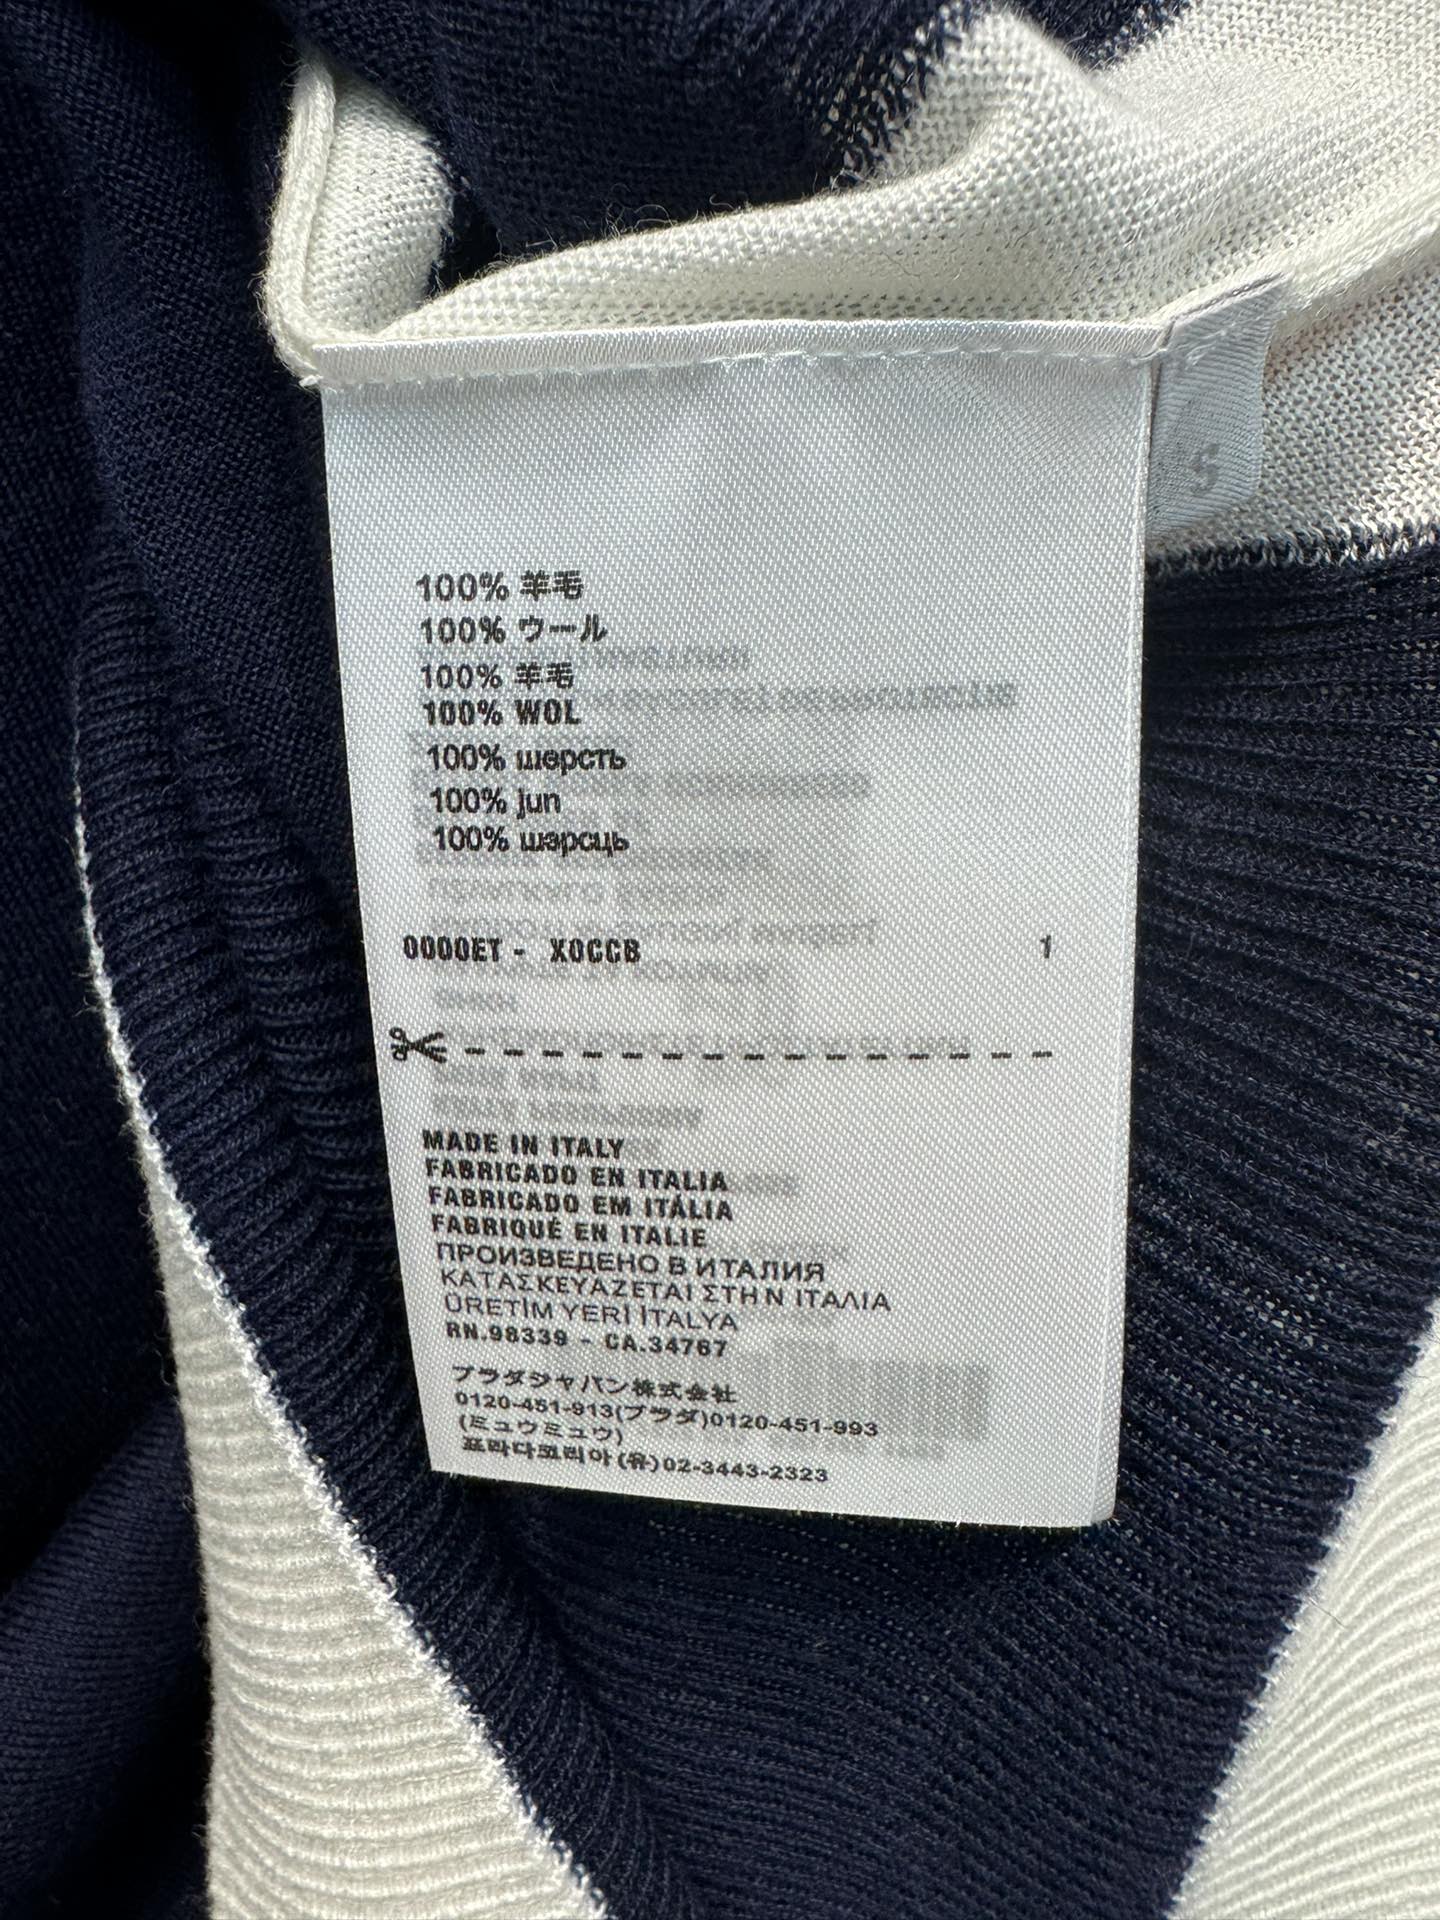 S
100% 羊毛
100% ウール
100% 羊毛
100% WOL
100% шерсть
100% jun
100% шэрсць
0000ET - X0CCB 1
MADE IN ITALY
FABRICADO EN ITALIA
FABRICADO EM ITÁLIA
FABRIQUÉ EN ITALIE
ПРОИЗВЕДЕНО В ИТАЛИЯ
ΚΑΤΑΣΚΕΥΑΖΕΤΑΙ ΣΤΗΝ ΙΤΑΛΙΑ
ÜRETİM YERİ İTALYA
RN.98339 - CA.34767
プラダジャパン株式会社
0120-451-913(プラダ)0120-451-993
(ミュウミュウ)
프라다코리아(유)02-3443-2323